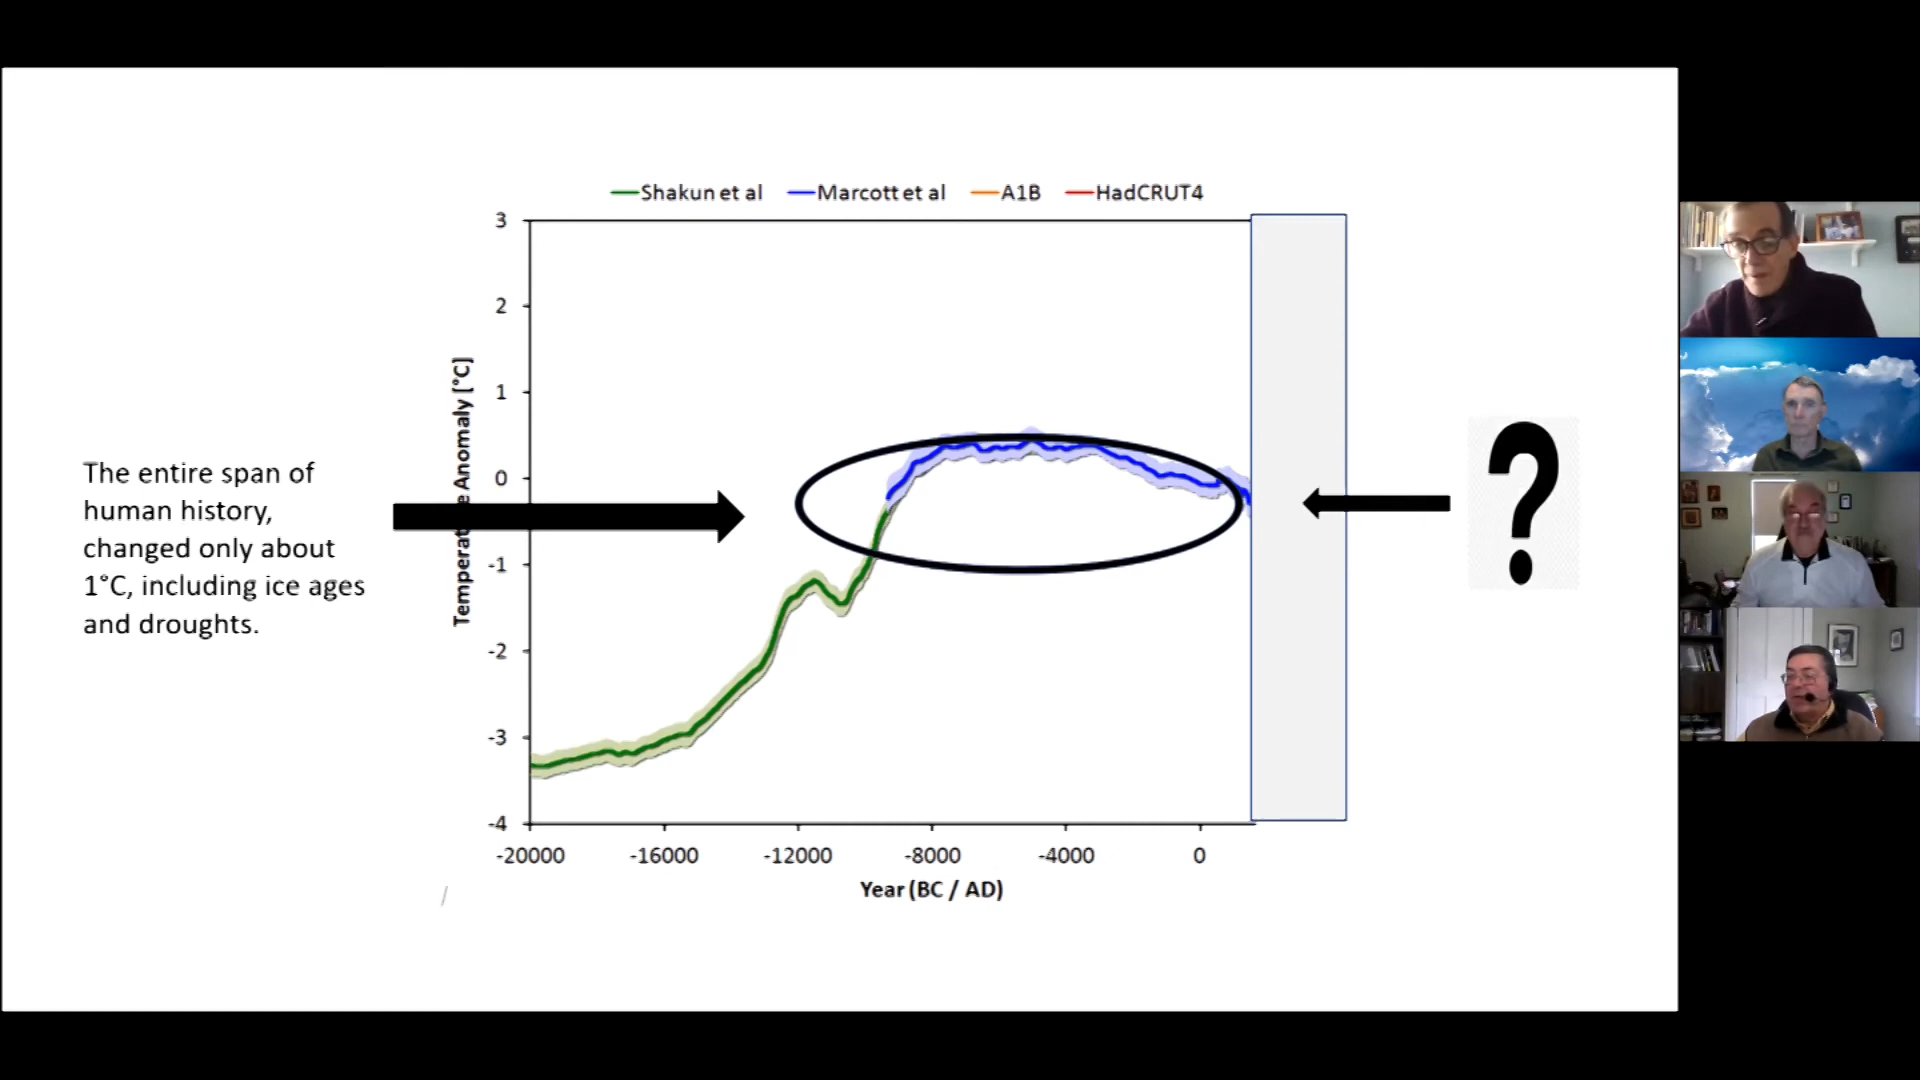 Shakun et al Marcott et al A1B HadCRUT4
3
2
1
0
-1
-2
-3
-4
Temperat e Anomaly [°C]
The entire span of
human history,
changed only about
1°C, including ice ages
and droughts.
?
-20000 -16000 -12000 -8000 -4000 0
Year (BC / AD)